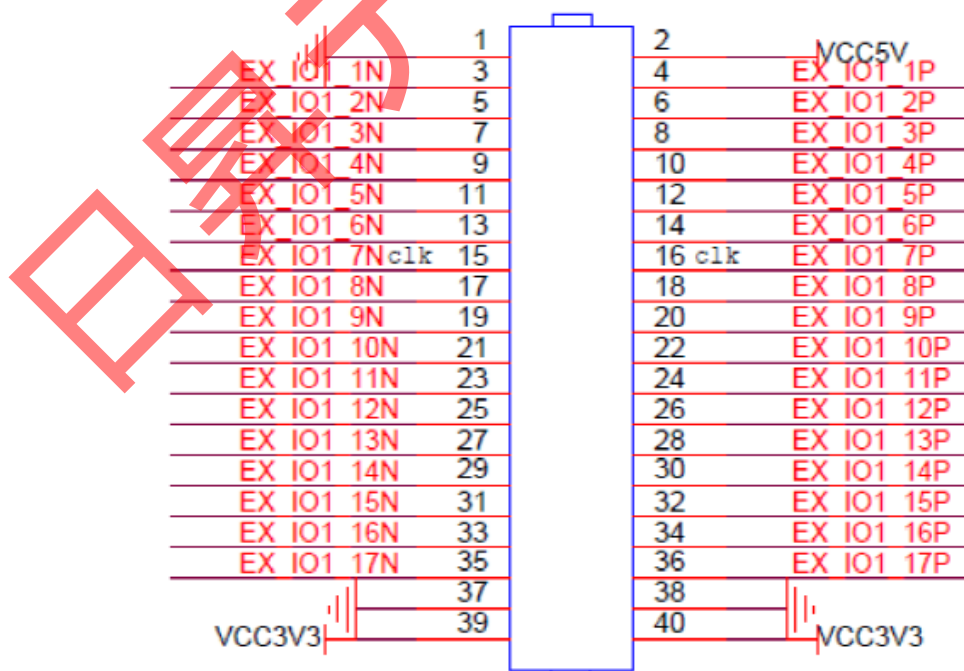 1 2 VCC5V
EX_IO1_1N 3 4 EX_IO1_1P
EX_IO1_2N 5 6 EX_IO1_2P
EX_IO1_3N 7 8 EX_IO1_3P
EX_IO1_4N 9 10 EX_IO1_4P
EX_IO1_5N 11 12 EX_IO1_5P
EX_IO1_6N 13 14 EX_IO1_6P
EX_IO1_7N clk 15 16 clk EX_IO1_7P
EX_IO1_8N 17 18 EX_IO1_8P
EX_IO1_9N 19 20 EX_IO1_9P
EX_IO1_10N 21 22 EX_IO1_10P
EX_IO1_11N 23 24 EX_IO1_11P
EX_IO1_12N 25 26 EX_IO1_12P
EX_IO1_13N 27 28 EX_IO1_13P
EX_IO1_14N 29 30 EX_IO1_14P
EX_IO1_15N 31 32 EX_IO1_15P
EX_IO1_16N 33 34 EX_IO1_16P
EX_IO1_17N 35 36 EX_IO1_17P
37 38
VCC3V3 39 40 VCC3V3
日